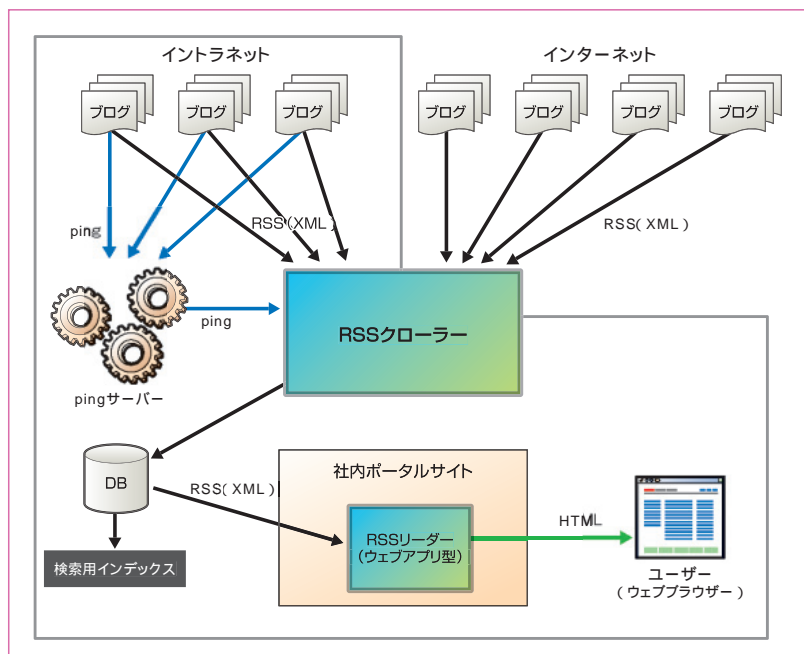 イントラネット
インターネット
ブログ
ブログ
ブログ
ブログ
ブログ
ブログ
ブログ
RSS(XML)
RSS(XML)
ping
ping
RSSクローラー
pingサーバー
DB
RSS(XML)
社内ポータルサイト
RSSリーダー
(ウェブアプリ型)
HTML
検索用インデックス
ユーザー
(ウェブブラウザー)